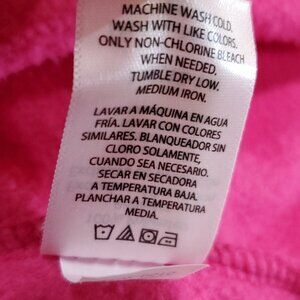 MACHINE WASH COLD.
WASH WITH LIKE COLORS.
ONLY NON-CHLORINE BLEACH
WHEN NEEDED.
TUMBLE DRY LOW.
MEDIUM IRON.
LAVAR A MÁQUINA EN AGUA
FRÍA. LAVAR CON COLORES
SIMILARES. BLANQUEADOR SIN
CLORO SOLAMENTE,
CUANDO SEA NECESARIO.
SECAR EN SECADORA
A TEMPERATURA BAJA.
PLANCHAR A TEMPERATURA
MEDIA.